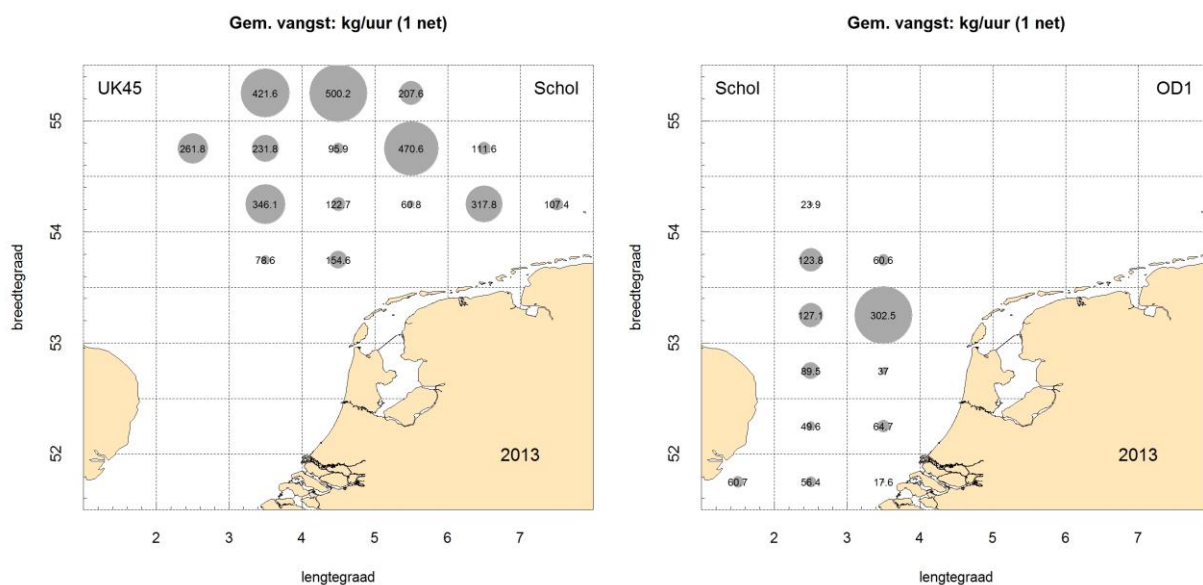 Gem. vangst: kg/uur (1 net)
UK45 Schol
421.6 500.2 207.6
55
261.8 231.8 95.9 470.6 111.6
346.1 122.7 60.8 317.8 107.4
54
78.6 154.6
breedtegraad
53
52
2013
2 3 4 5 6 7
lengtegraad
Gem. vangst: kg/uur (1 net)
Schol OD1
55
23.9
54
123.8 60.6
breedtegraad
127.1 302.5
53
89.5 37
49.6 64.7
52
2013
60.7 56.4 17.6
2 3 4 5 6 7
lengtegraad